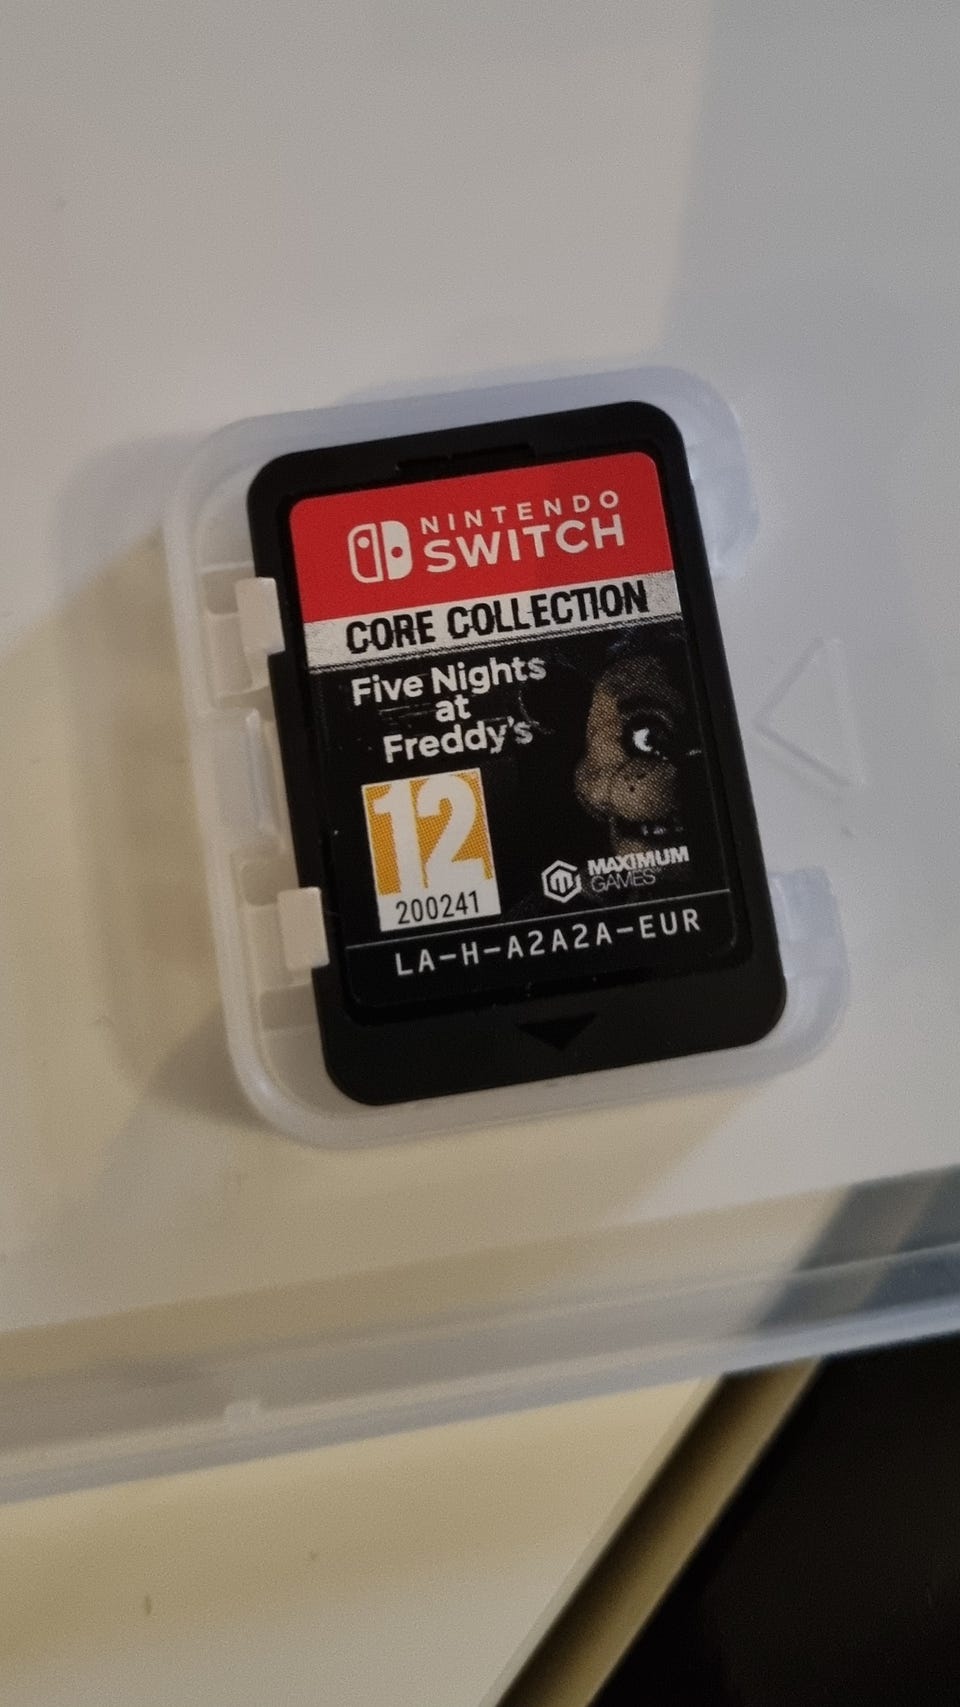 NINTENDO
SWITCH
CORE COLLECTION
Five Nights
at
Freddy's
12
200241
MAXIMUM
GAMES
LA-H-A2A2A-EUR